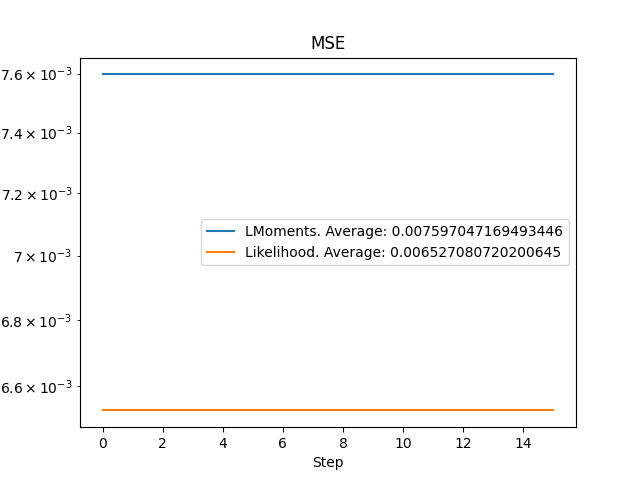 MSE
7.6 × 10⁻³
7.4 × 10⁻³
7.2 × 10⁻³
7 × 10⁻³
6.8 × 10⁻³
6.6 × 10⁻³
LMoments. Average: 0.007597047169493446
Likelihood. Average: 0.006527080720200645
0 2 4 6 8 10 12 14
Step